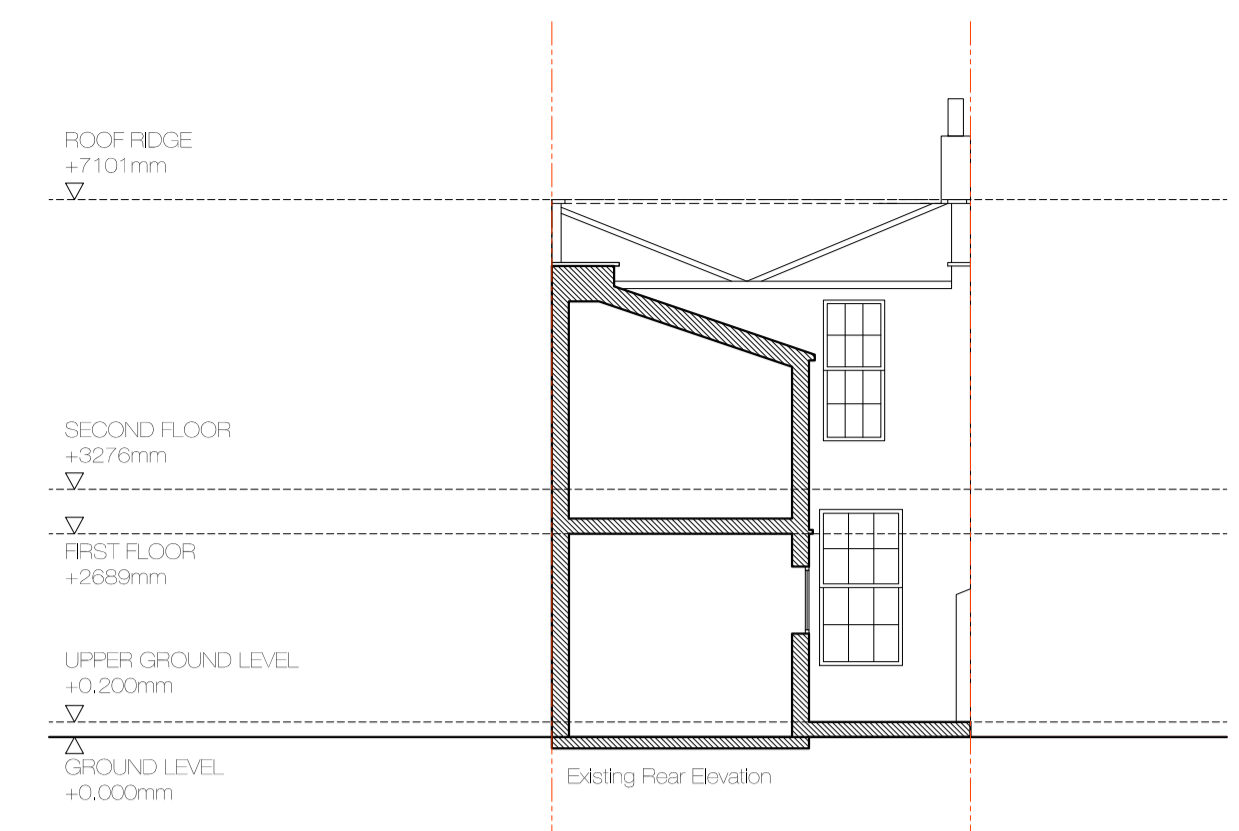 ROOF RIDGE
+7101mm
SECOND FLOOR
+3276mm
FIRST FLOOR
+2689mm
UPPER GROUND LEVEL
+0.200mm
GROUND LEVEL
+0.000mm
Existing Rear Elevation